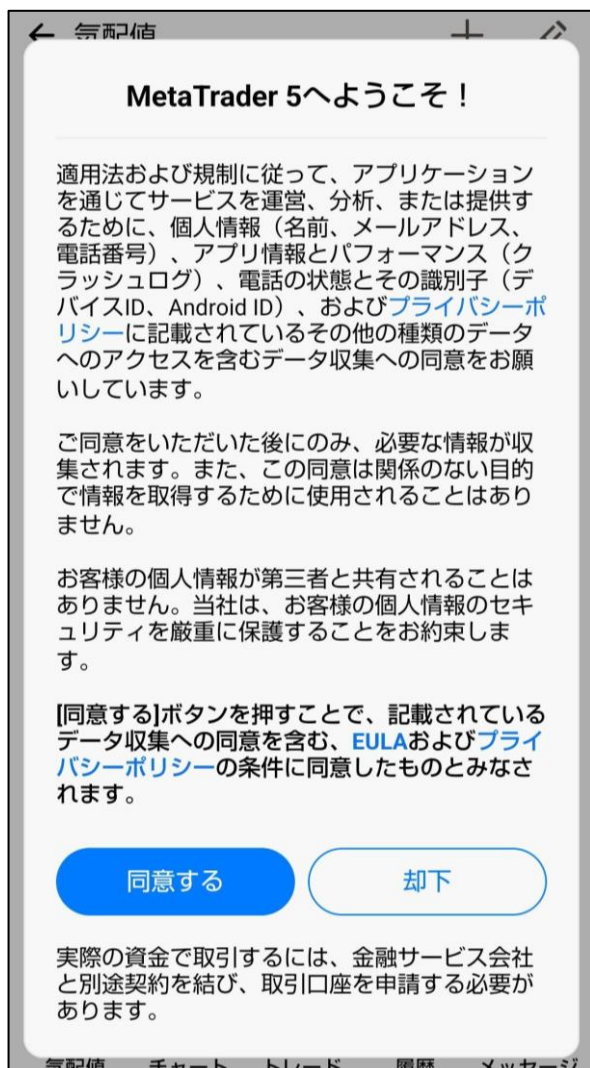 ← 気配値
MetaTrader 5へようこそ！
適用法および規制に従って、アプリケーション
を通じてサービスを運営、分析、または提供す
るために、個人情報（名前、メールアドレス、
電話番号）、アプリ情報とパフォーマンス（ク
ラッシュログ）、電話の状態とその識別子（デ
バイスID、Android ID）、およびプライバシーポ
リシーに記載されているその他の種類のデータ
へのアクセスを含むデータ収集への同意をお願
いしています。
ご同意をいただいた後にのみ、必要な情報が収
集されます。また、この同意は関係のない目的
で情報を取得するために使用されることはあり
ません。
お客様の個人情報が第三者と共有されることは
ありません。当社は、お客様の個人情報のセキ
ュリティを厳重に保護することをお約束しま
す。
[同意する]ボタンを押すことで、記載されている
データ収集への同意を含む、EULAおよびプライ
バシーポリシーの条件に同意したものとみなさ
れます。
同意する 却下
実際の資金で取引するには、金融サービス会社
と別途契約を結び、取引口座を申請する必要が
あります。
気配値 チャート トレード 履歴 メッセージ